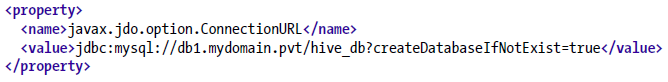 <property>
<name>javax.jdo.option.ConnectionURL</name>
<value>jdbc:mysql://db1.mydomain.pvt/hive_db?createDatabaseIfNotExist=true</value>
</property>